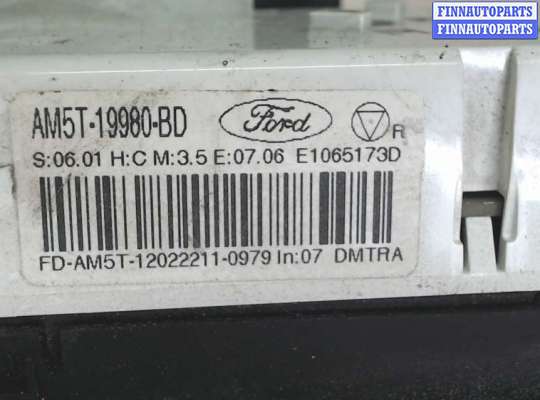 FINNAUTOPARTS
FINNAUTOPARTS
AM5T-19980-BD
Ford
R
S:06.01 H:C M:3.5 E:07.06 E1065173D
FD-AM5T-12022211-0979 In:07 DMTRA